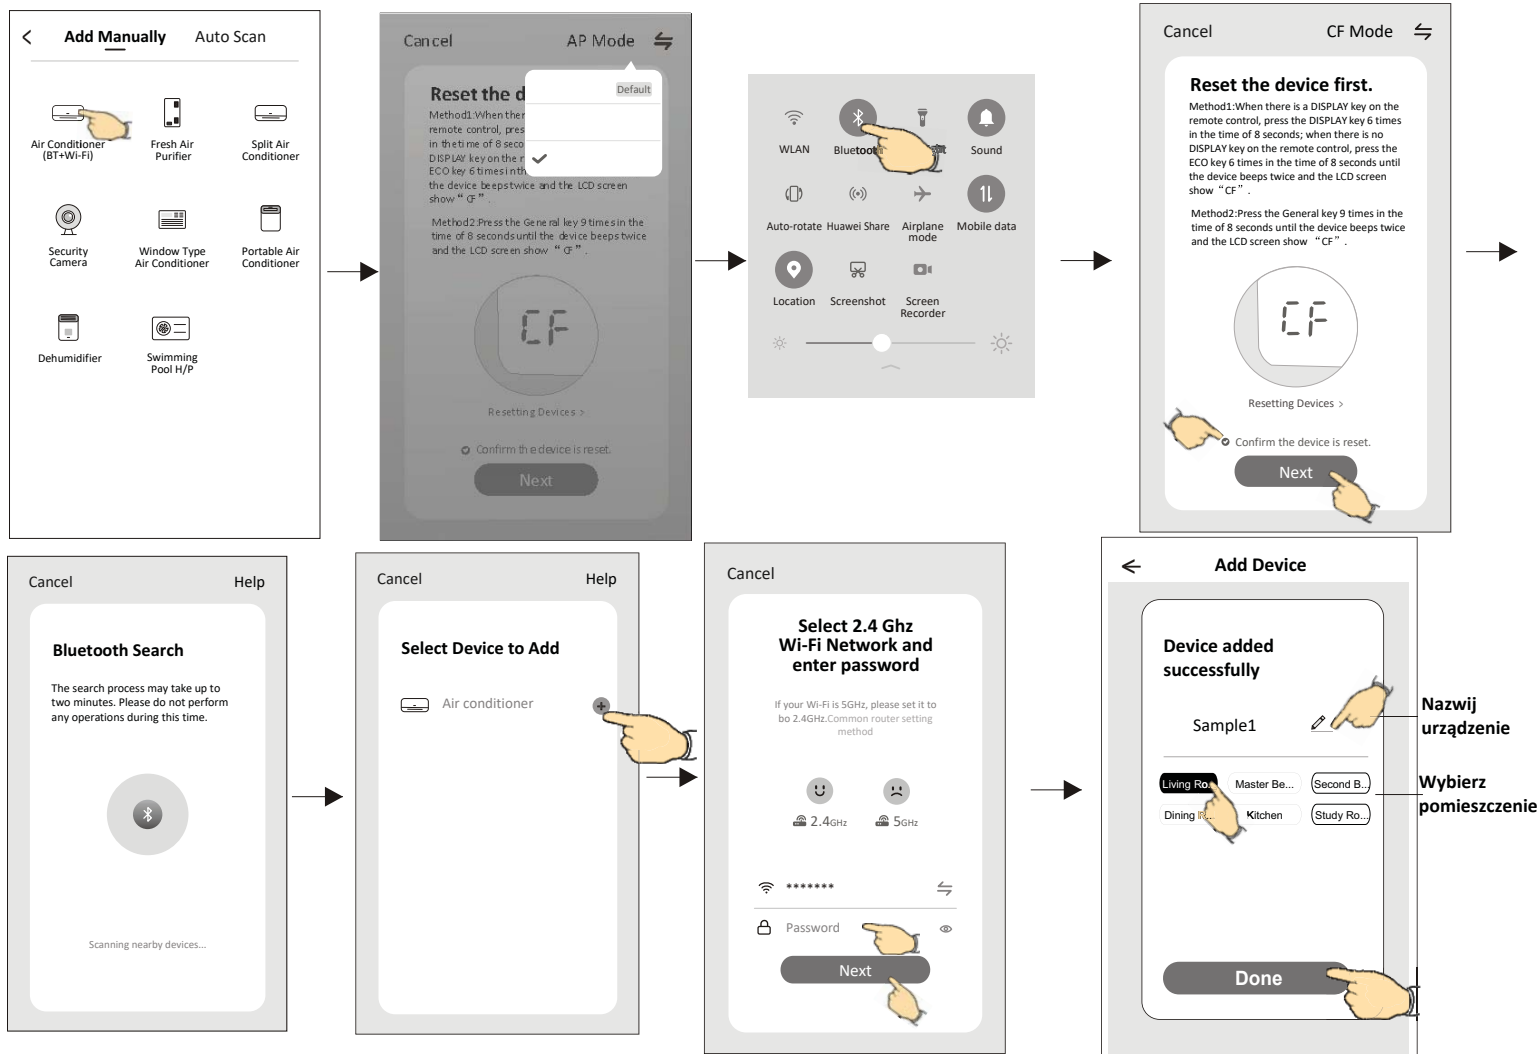 Add Manually
Auto Scan
Air Conditioner
(BT+Wi-Fi)
Fresh Air
Purifier
Split Air
Conditioner
Security
Camera
Window Type
Air Conditioner
Portable Air
Conditioner
Dehumidifier
Swimming
Pool H/P
Cancel
AP Mode
Default
Reset the d
Method1:When ther
remote control, pres
in the time of 8 seco
DISPLAY key on the r
ECO key 6 times in th
the device beeps twice and the LCD screen
show “CF”.
Method2:Press the General key 9 times in the
time of 8 seconds until the device beeps twice
and the LCD screen show “CF”.
CF
Resetting Devices >
Confirm the device is reset.
Next
WLAN
Bluetooth
Sound
Auto-rotate
Huawei Share
Airplane
mode
Mobile data
Location
Screenshot
Screen
Recorder
Cancel
CF Mode
Reset the device first.
Method1:When there is a DISPLAY key on the
remote control, press the DISPLAY key 6 times
in the time of 8 seconds; when there is no
DISPLAY key on the remote control, press the
ECO key 6 times in the time of 8 seconds until
the device beeps twice and the LCD screen
show “CF”.
Method2:Press the General key 9 times in the
time of 8 seconds until the device beeps twice
and the LCD screen show “CF”.
CF
Resetting Devices >
Confirm the device is reset.
Next
Cancel
Help
Bluetooth Search
The search process may take up to
two minutes. Please do not perform
any operations during this time.
Scanning nearby devices...
Cancel
Help
Select Device to Add
Air conditioner
Cancel
Select 2.4 Ghz
Wi-Fi Network and
enter password
If your Wi-Fi is 5GHz, please set it to
bo 2.4GHz.Common router setting
method
2.4GHz
5GHz
*******
Password
Next
Add Device
Device added
successfully
Sample1
Nazwij
urządzenie
Living Ro...
Master Be...
Second B...
Wybierz
pomieszczenie
Dining R...
Kitchen
Study Ro...
Done